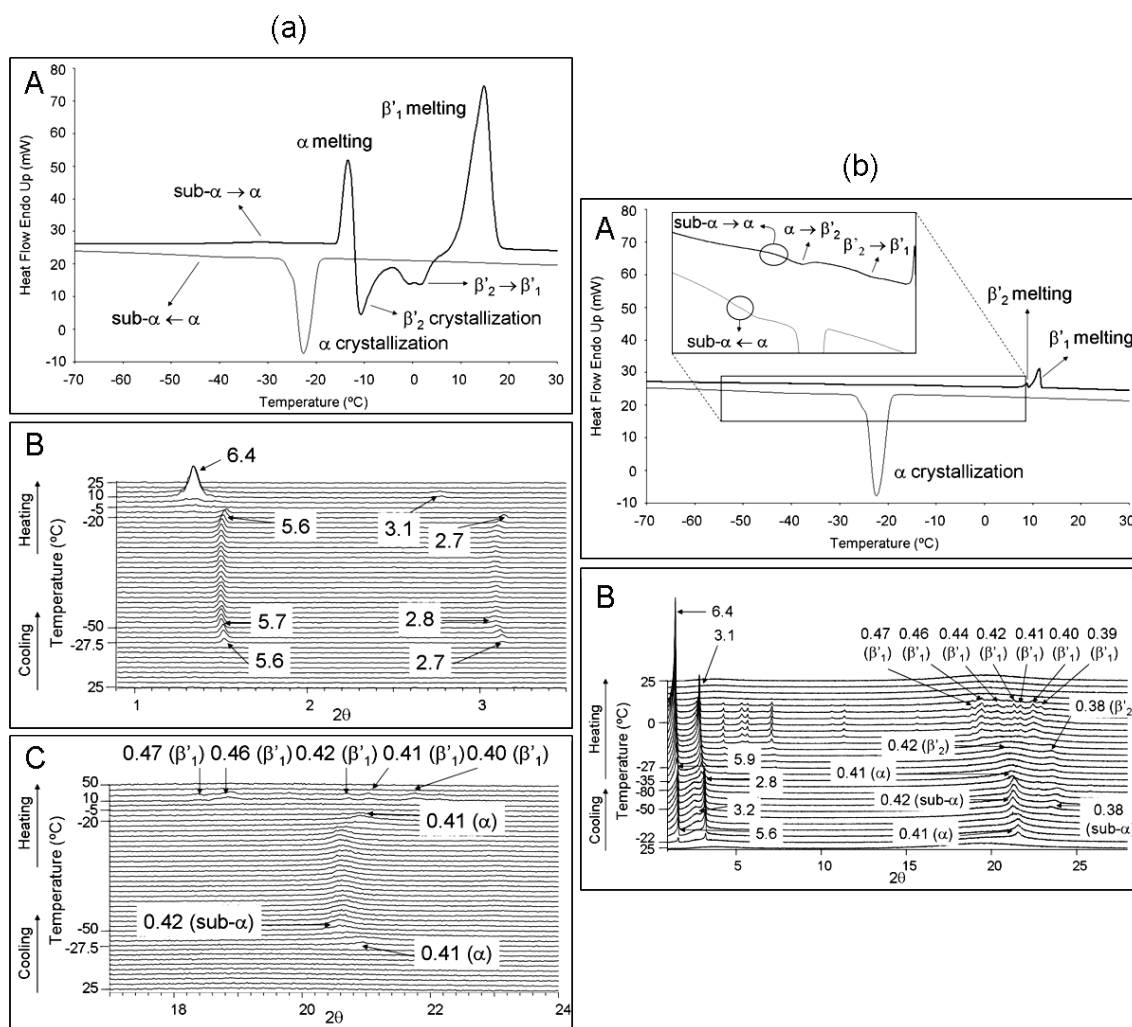 (a)
A
80
70
60
50
40
30
20
10
0
-10
Heat Flow Endo Up (mW)
β'₁ melting
α melting
sub-α → α
sub-α ← α
β'₂ → β'₁
β'₂ crystallization
α crystallization
-70 -60 -50 -40 -30 -20 -10 0 10 20 30
Temperature (ºC)
B
6.4
Heating
Cooling
Temperature (ºC)
25
10
-5
-20
-50
-27.5
25
5.6
3.1
2.7
5.7
2.8
5.6
2.7
1 2 3
2θ
C
0.47 (β'₁) 0.46 (β'₁) 0.42 (β'₁) 0.41 (β'₁) 0.40 (β'₁)
Heating
Cooling
Temperature (ºC)
50
10
-5
-20
-50
-27.5
25
0.41 (α)
0.42 (sub-α)
0.41 (α)
18 20 22 24
2θ
(b)
A
80
70
60
50
40
30
20
10
0
-10
Heat Flow Endo Up (mW)
sub-α → α
α → β'₂
β'₂ → β'₁
sub-α ← α
β'₂ melting
β'₁ melting
α crystallization
-70 -60 -50 -40 -30 -20 -10 0 10 20 30
Temperature (ºC)
B
6.4
3.1
0.47 0.46 0.44 0.42 0.41 0.40 0.39
(β'₁) (β'₁) (β'₁) (β'₁) (β'₁) (β'₁) (β'₁)
Heating
Cooling
Temperature (ºC)
25
0
-27
-35
-80
-50
-22
25
0.38 (β'₂)
0.42 (β'₂)
5.9
0.41 (α)
2.8
0.42 (sub-α)
3.2
0.38
(sub-α)
5.6
0.41 (α)
5 10 15 20 25
2θ